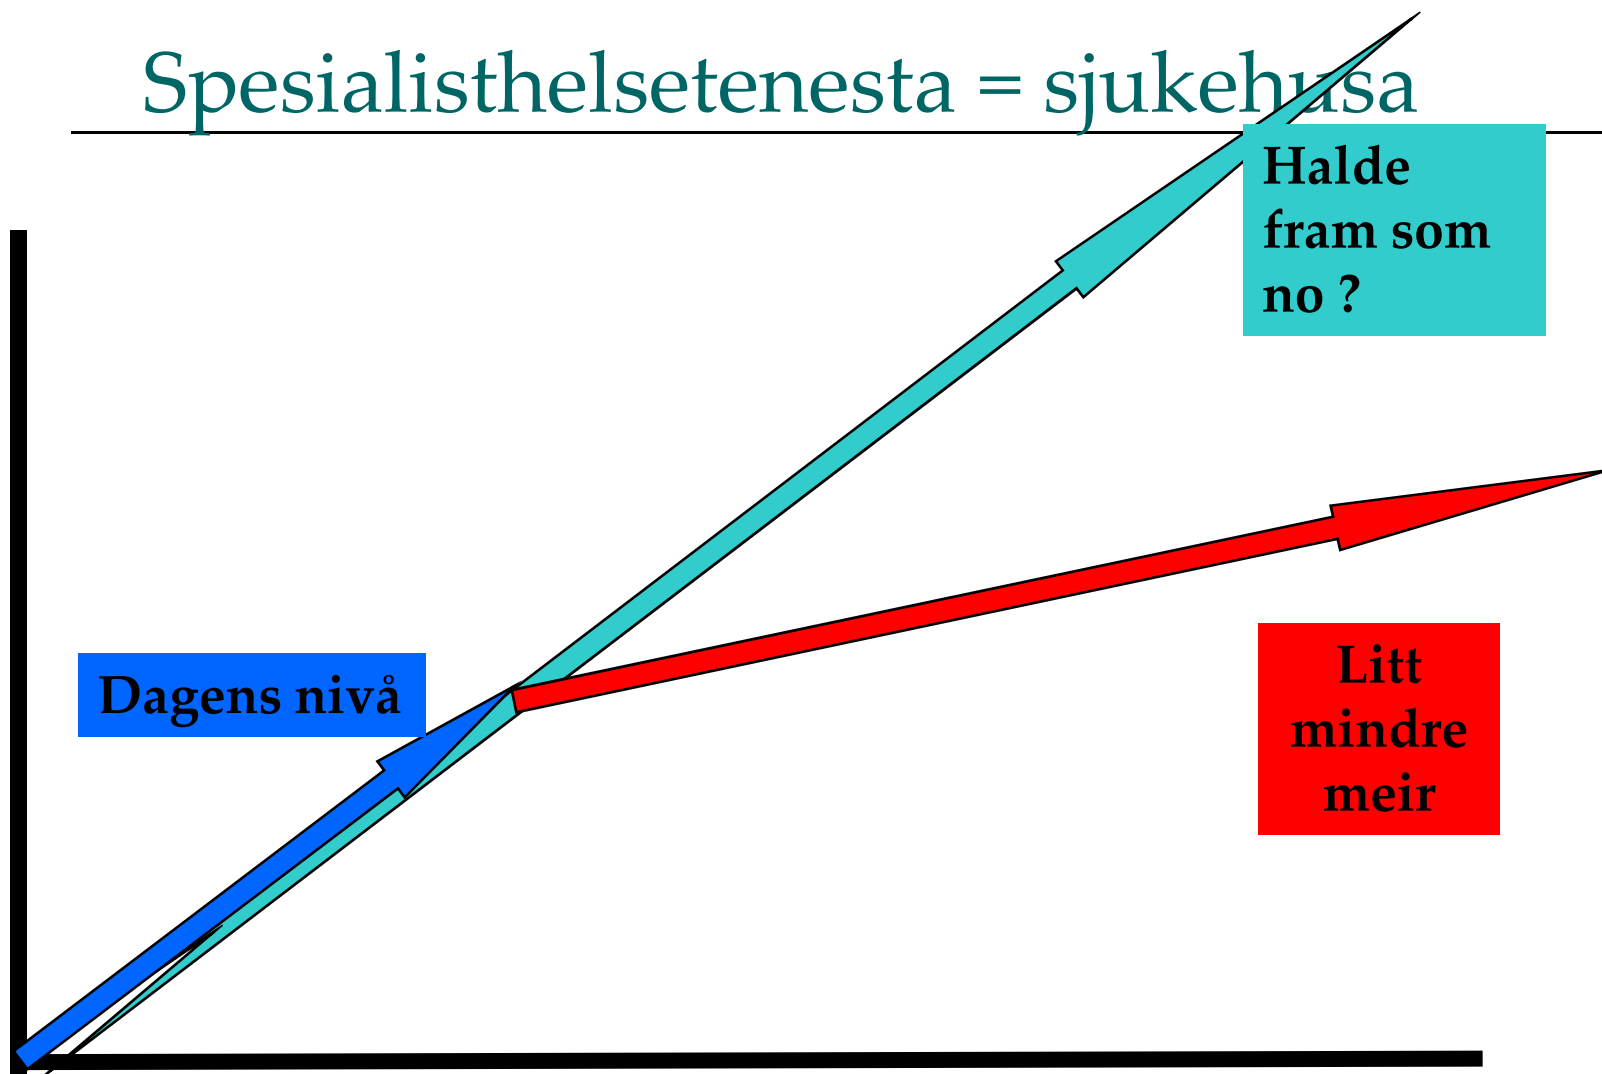 Spesialisthelsetenesta = sjukehusa
Halde
fram som
no ?
Dagens nivå
Litt
mindre
meir